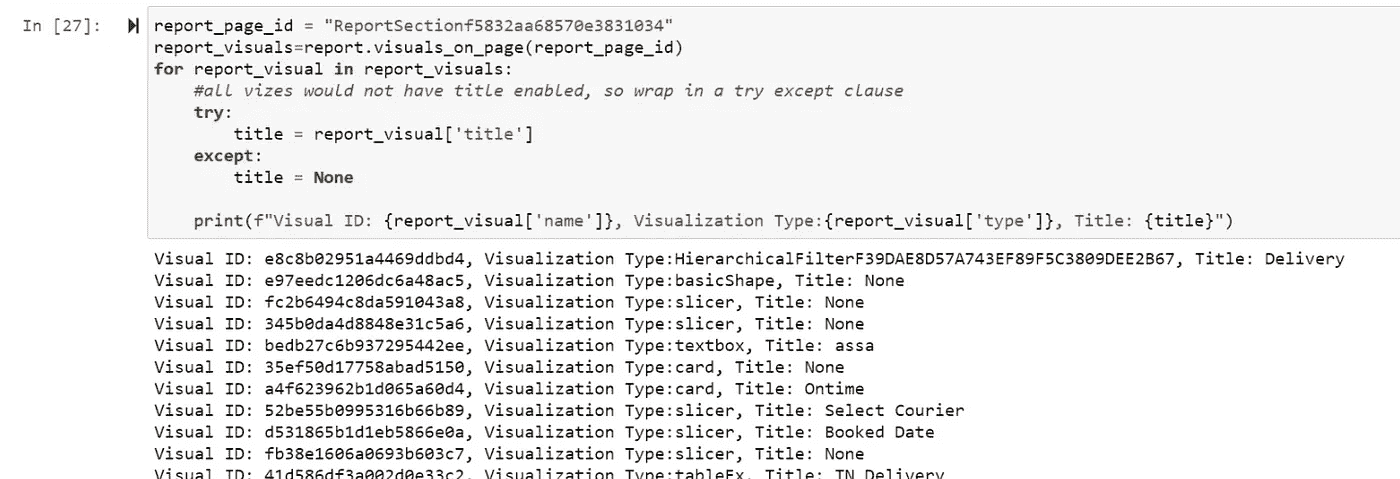 In [27]: report_page_id = "ReportSectionf5832aa68570e3831034"
report_visuals=report.visuals_on_page(report_page_id)
for report_visual in report_visuals:
    #all vizes would not have title enabled, so wrap in a try except clause
    try:
        title = report_visual['title']
    except:
        title = None
    print(f"Visual ID: {report_visual['name']}, Visualization Type:{report_visual['type']}, Title: {title}")
Visual ID: e8c8b02951a4469ddbd4, Visualization Type:HierarchicalFilterF39DAE8D57A743EF89F5C3809DEE2B67, Title: Delivery
Visual ID: e97eedc1206dc6a48ac5, Visualization Type:basicShape, Title: None
Visual ID: fc2b6494c8da591043a8, Visualization Type:slicer, Title: None
Visual ID: 345b0da4d8848e31c5a6, Visualization Type:slicer, Title: None
Visual ID: bedb27c6b937295442ee, Visualization Type:textbox, Title: assa
Visual ID: 35ef50d17758abad5150, Visualization Type:card, Title: None
Visual ID: a4f623962b1d065a60d4, Visualization Type:card, Title: Ontime
Visual ID: 52be55b0995316b66b89, Visualization Type:slicer, Title: Select Courier
Visual ID: d531865b1d1eb5866e0a, Visualization Type:slicer, Title: Booked Date
Visual ID: fb38e1606a0693b603c7, Visualization Type:slicer, Title: None
Visual ID: 41d586df3a002d0e33c2, Visualization Type:tableEx, Title: TN Delivery